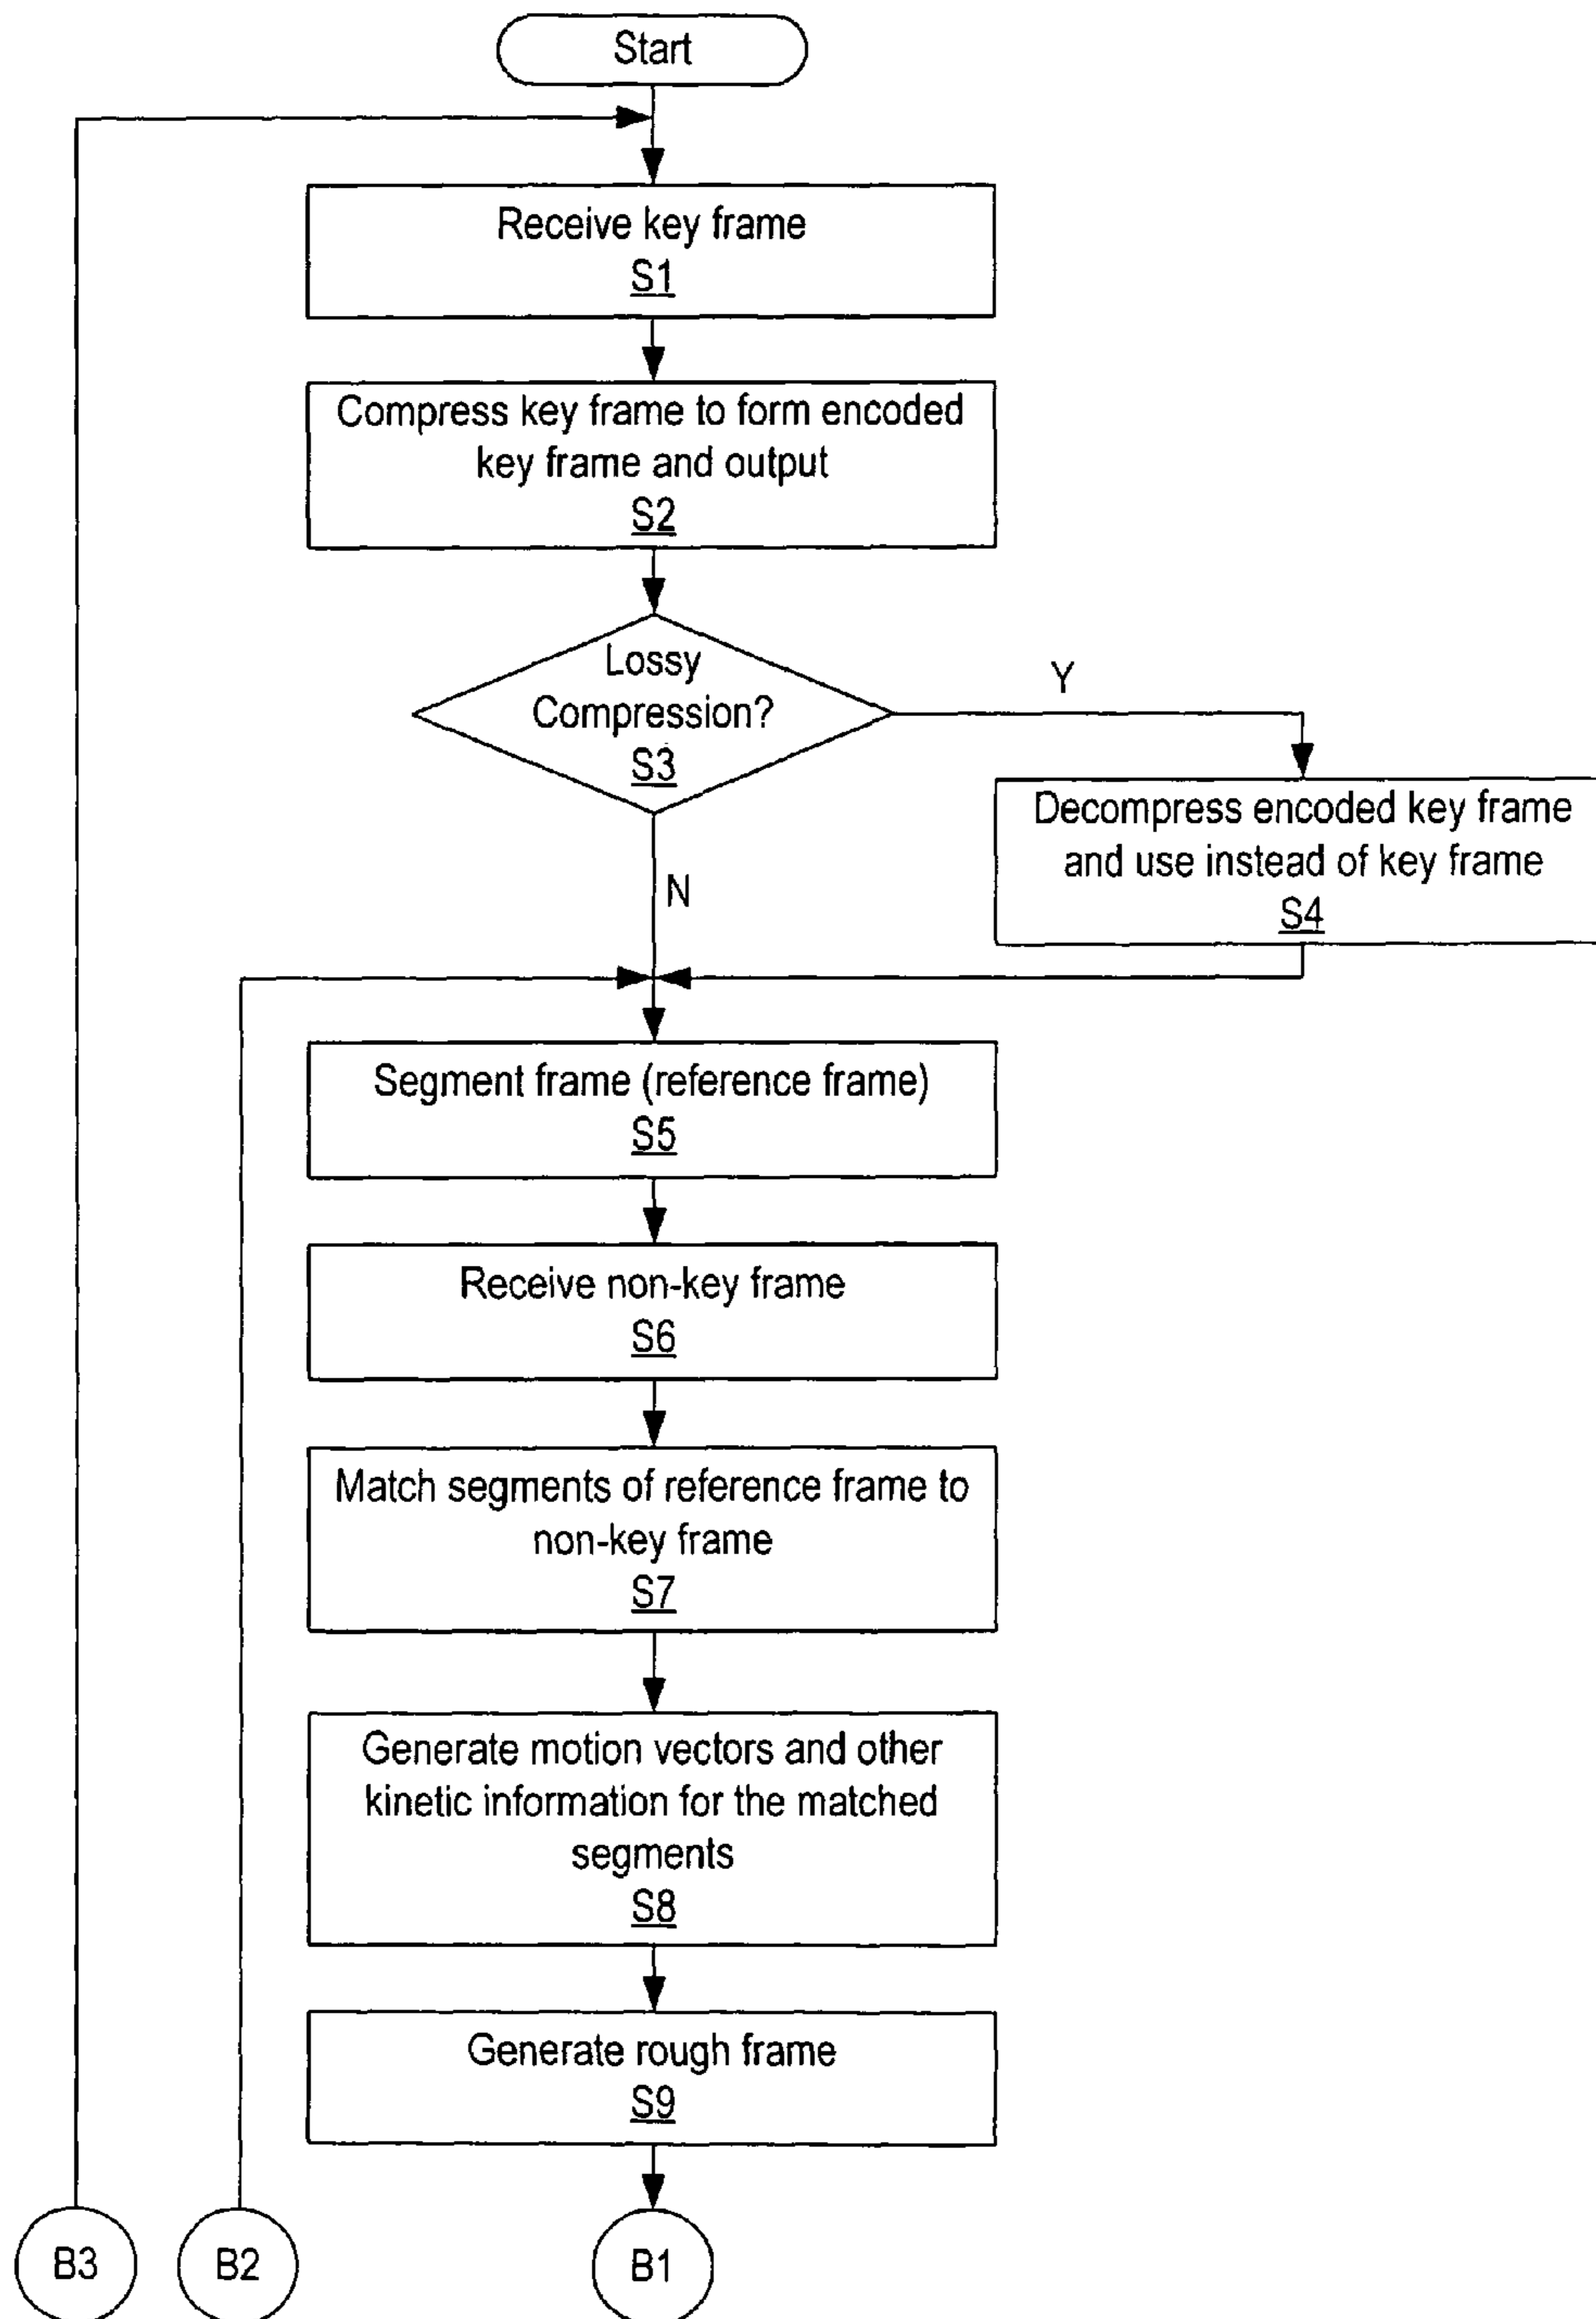 Start
Receive key frame
S1
Compress key frame to form encoded
key frame and output
S2
Lossy
Compression?
S3
Y
N
Decompress encoded key frame
and use instead of key frame
S4
Segment frame (reference frame)
S5
Receive non-key frame
S6
Match segments of reference frame to
non-key frame
S7
Generate motion vectors and other
kinetic information for the matched
segments
S8
Generate rough frame
S9
B3
B2
B1